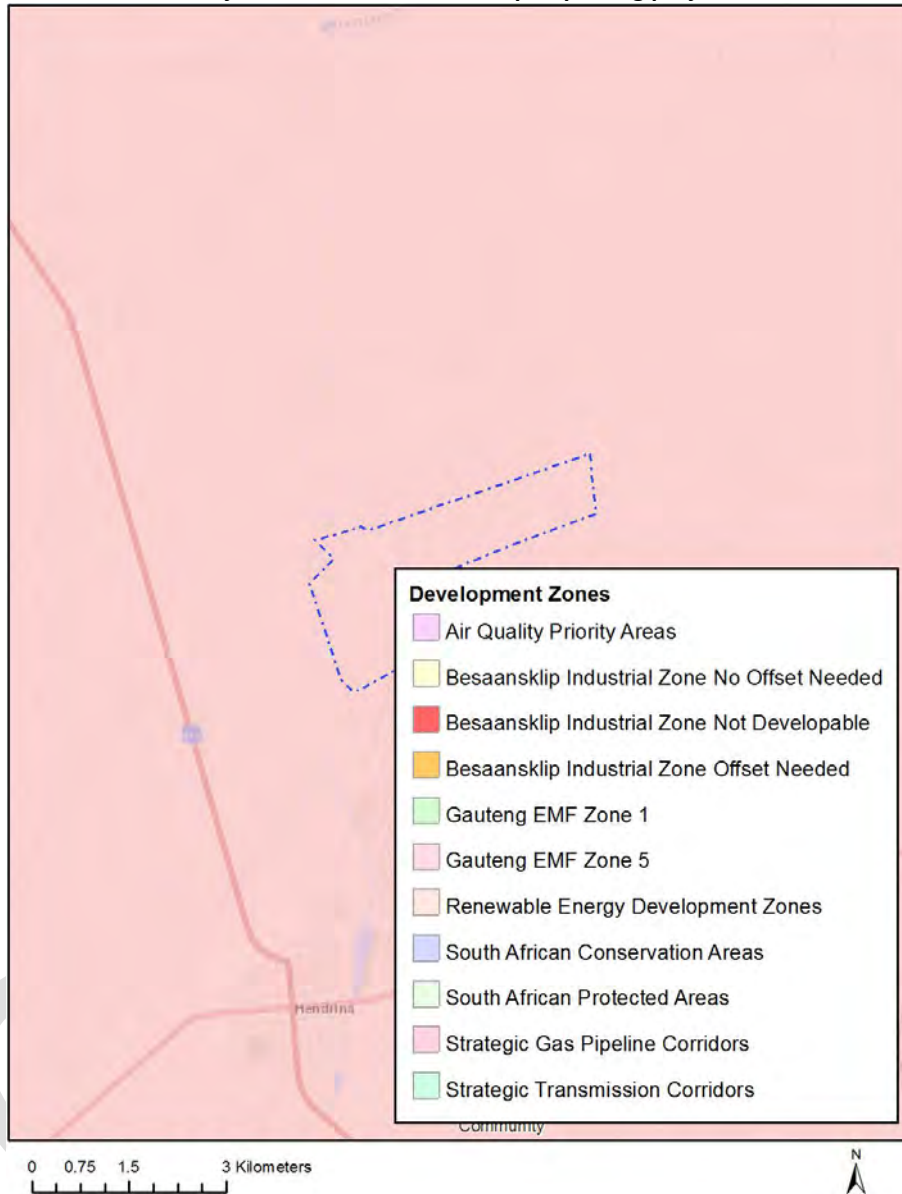 Hendrina
Development Zones
Air Quality Priority Areas
Besaansklip Industrial Zone No Offset Needed
Besaansklip Industrial Zone Not Developable
Besaansklip Industrial Zone Offset Needed
Gauteng EMF Zone 1
Gauteng EMF Zone 5
Renewable Energy Development Zones
South African Conservation Areas
South African Protected Areas
Strategic Gas Pipeline Corridors
Strategic Transmission Corridors
Community
0 0.75 1.5 3 Kilometers
N